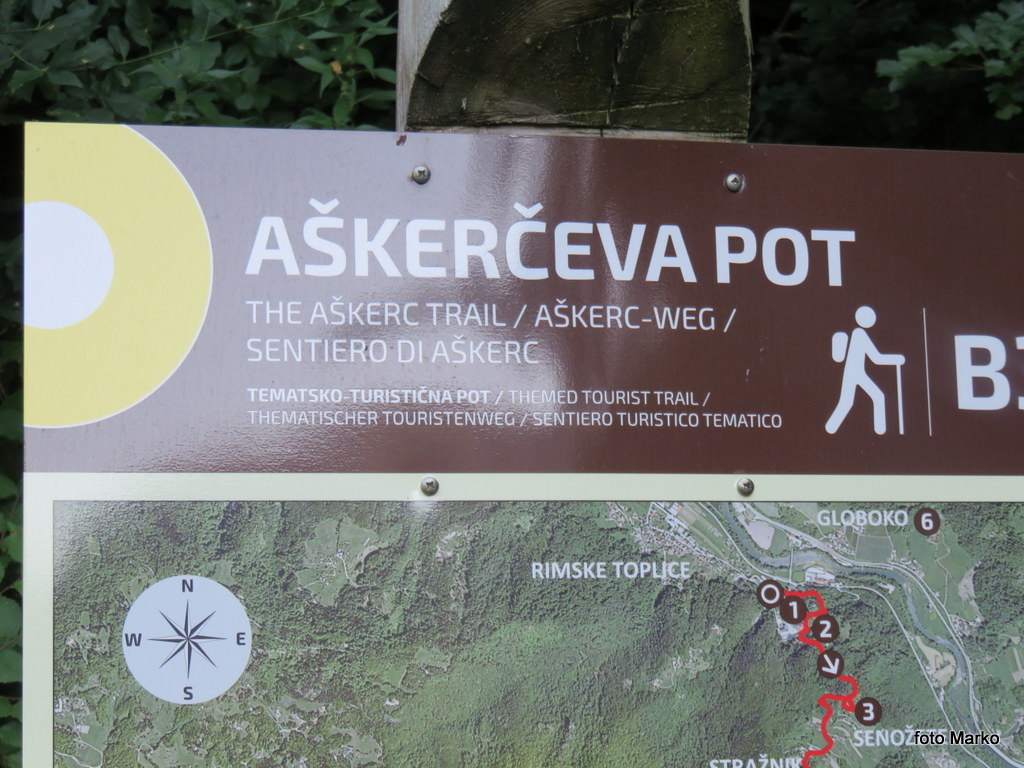 AŠKERČEVA POT
THE AŠKERC TRAIL / AŠKERC-WEG /
SENTIERO DI AŠKERC
TEMATSKO-TURISTIČNA POT / THEMED TOURIST TRAIL /
THEMATISCHER TOURISTENWEG / SENTIERO TURISTICO TEMATICO
GLOBOKO 6
RIMSKE TOPLICE
1
2
3
N
W E
S
foto Marko